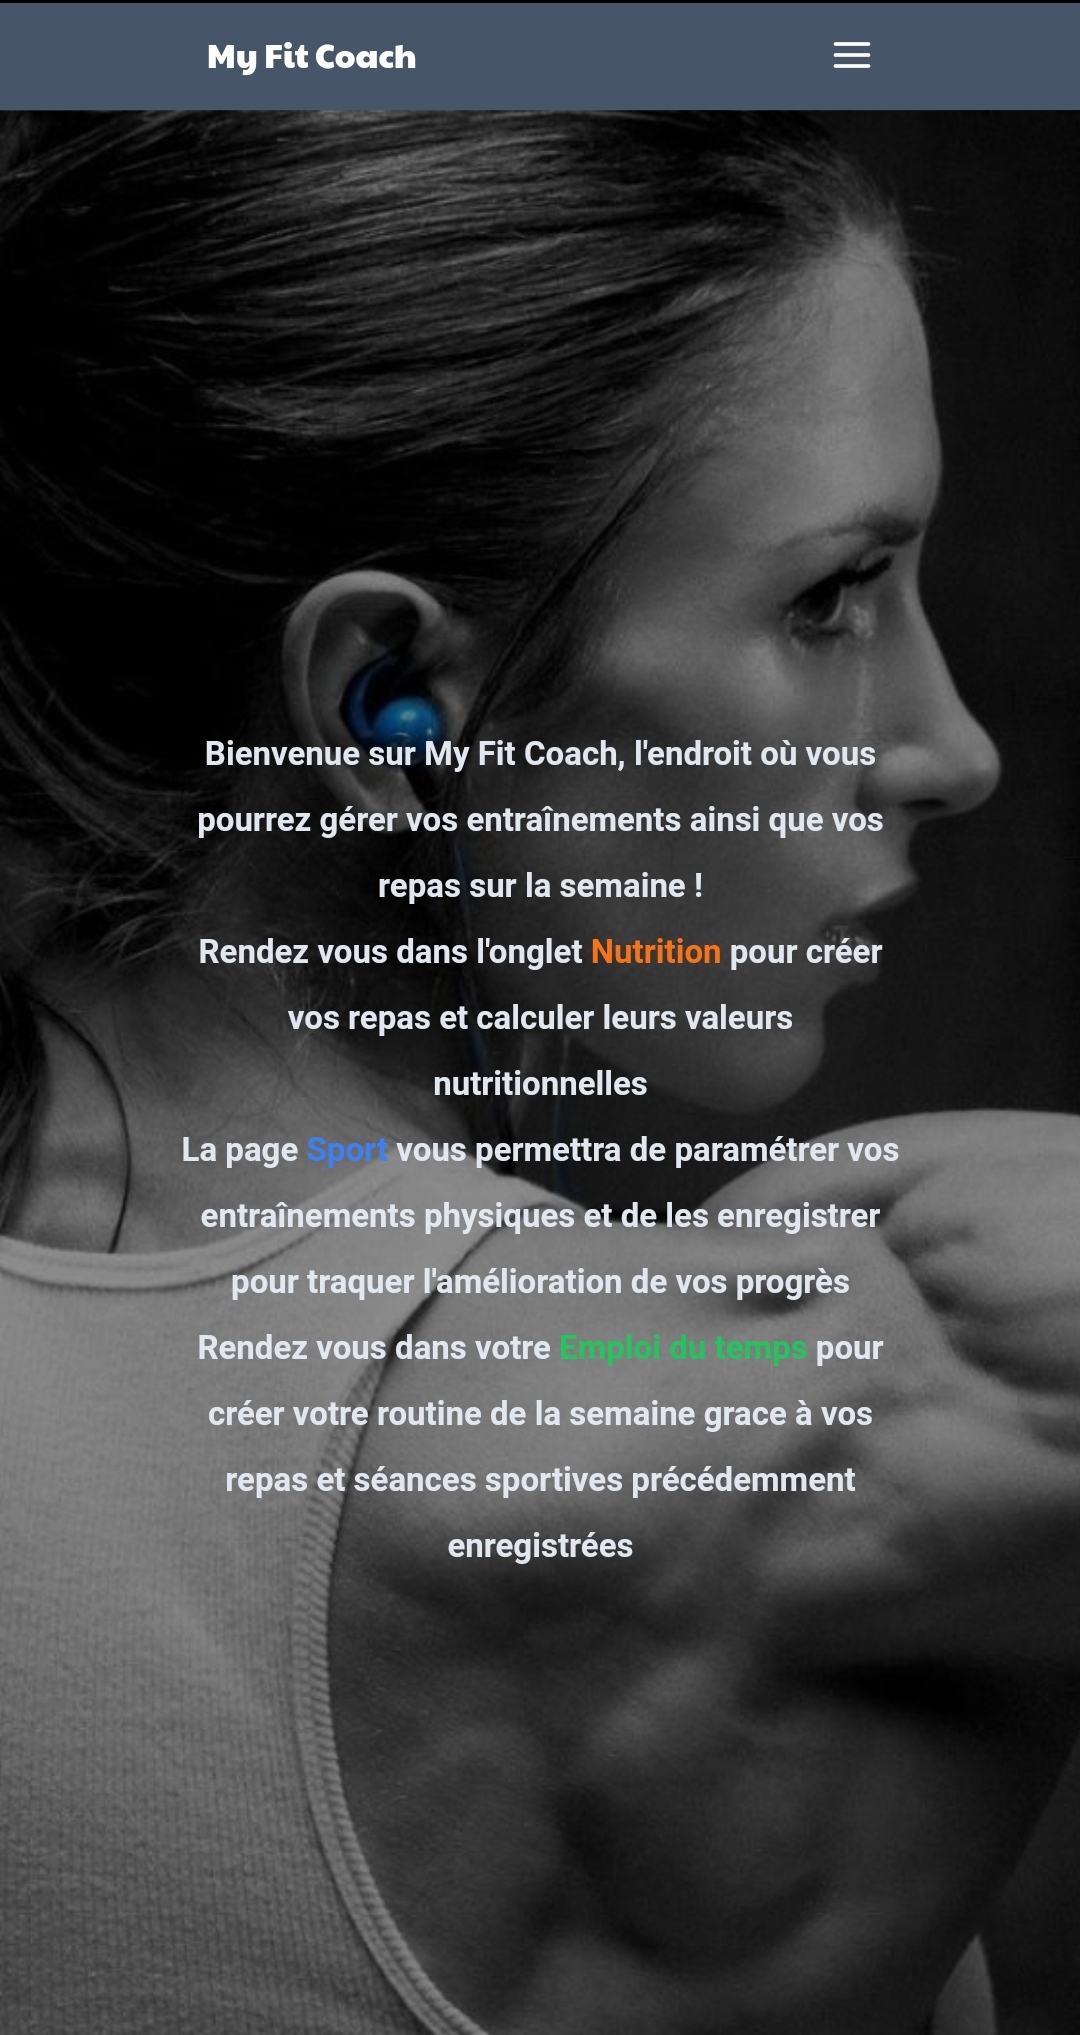 My Fit Coach
Bienvenue sur My Fit Coach, l'endroit où vous
pourrez gérer vos entraînements ainsi que vos
repas sur la semaine !
Rendez vous dans l'onglet Nutrition pour créer
vos repas et calculer leurs valeurs
nutritionnelles
La page Sport vous permettra de paramétrer vos
entraînements physiques et de les enregistrer
pour traquer l'amélioration de vos progrès
Rendez vous dans votre Emploi du temps pour
créer votre routine de la semaine grace à vos
repas et séances sportives précédemment
enregistrées